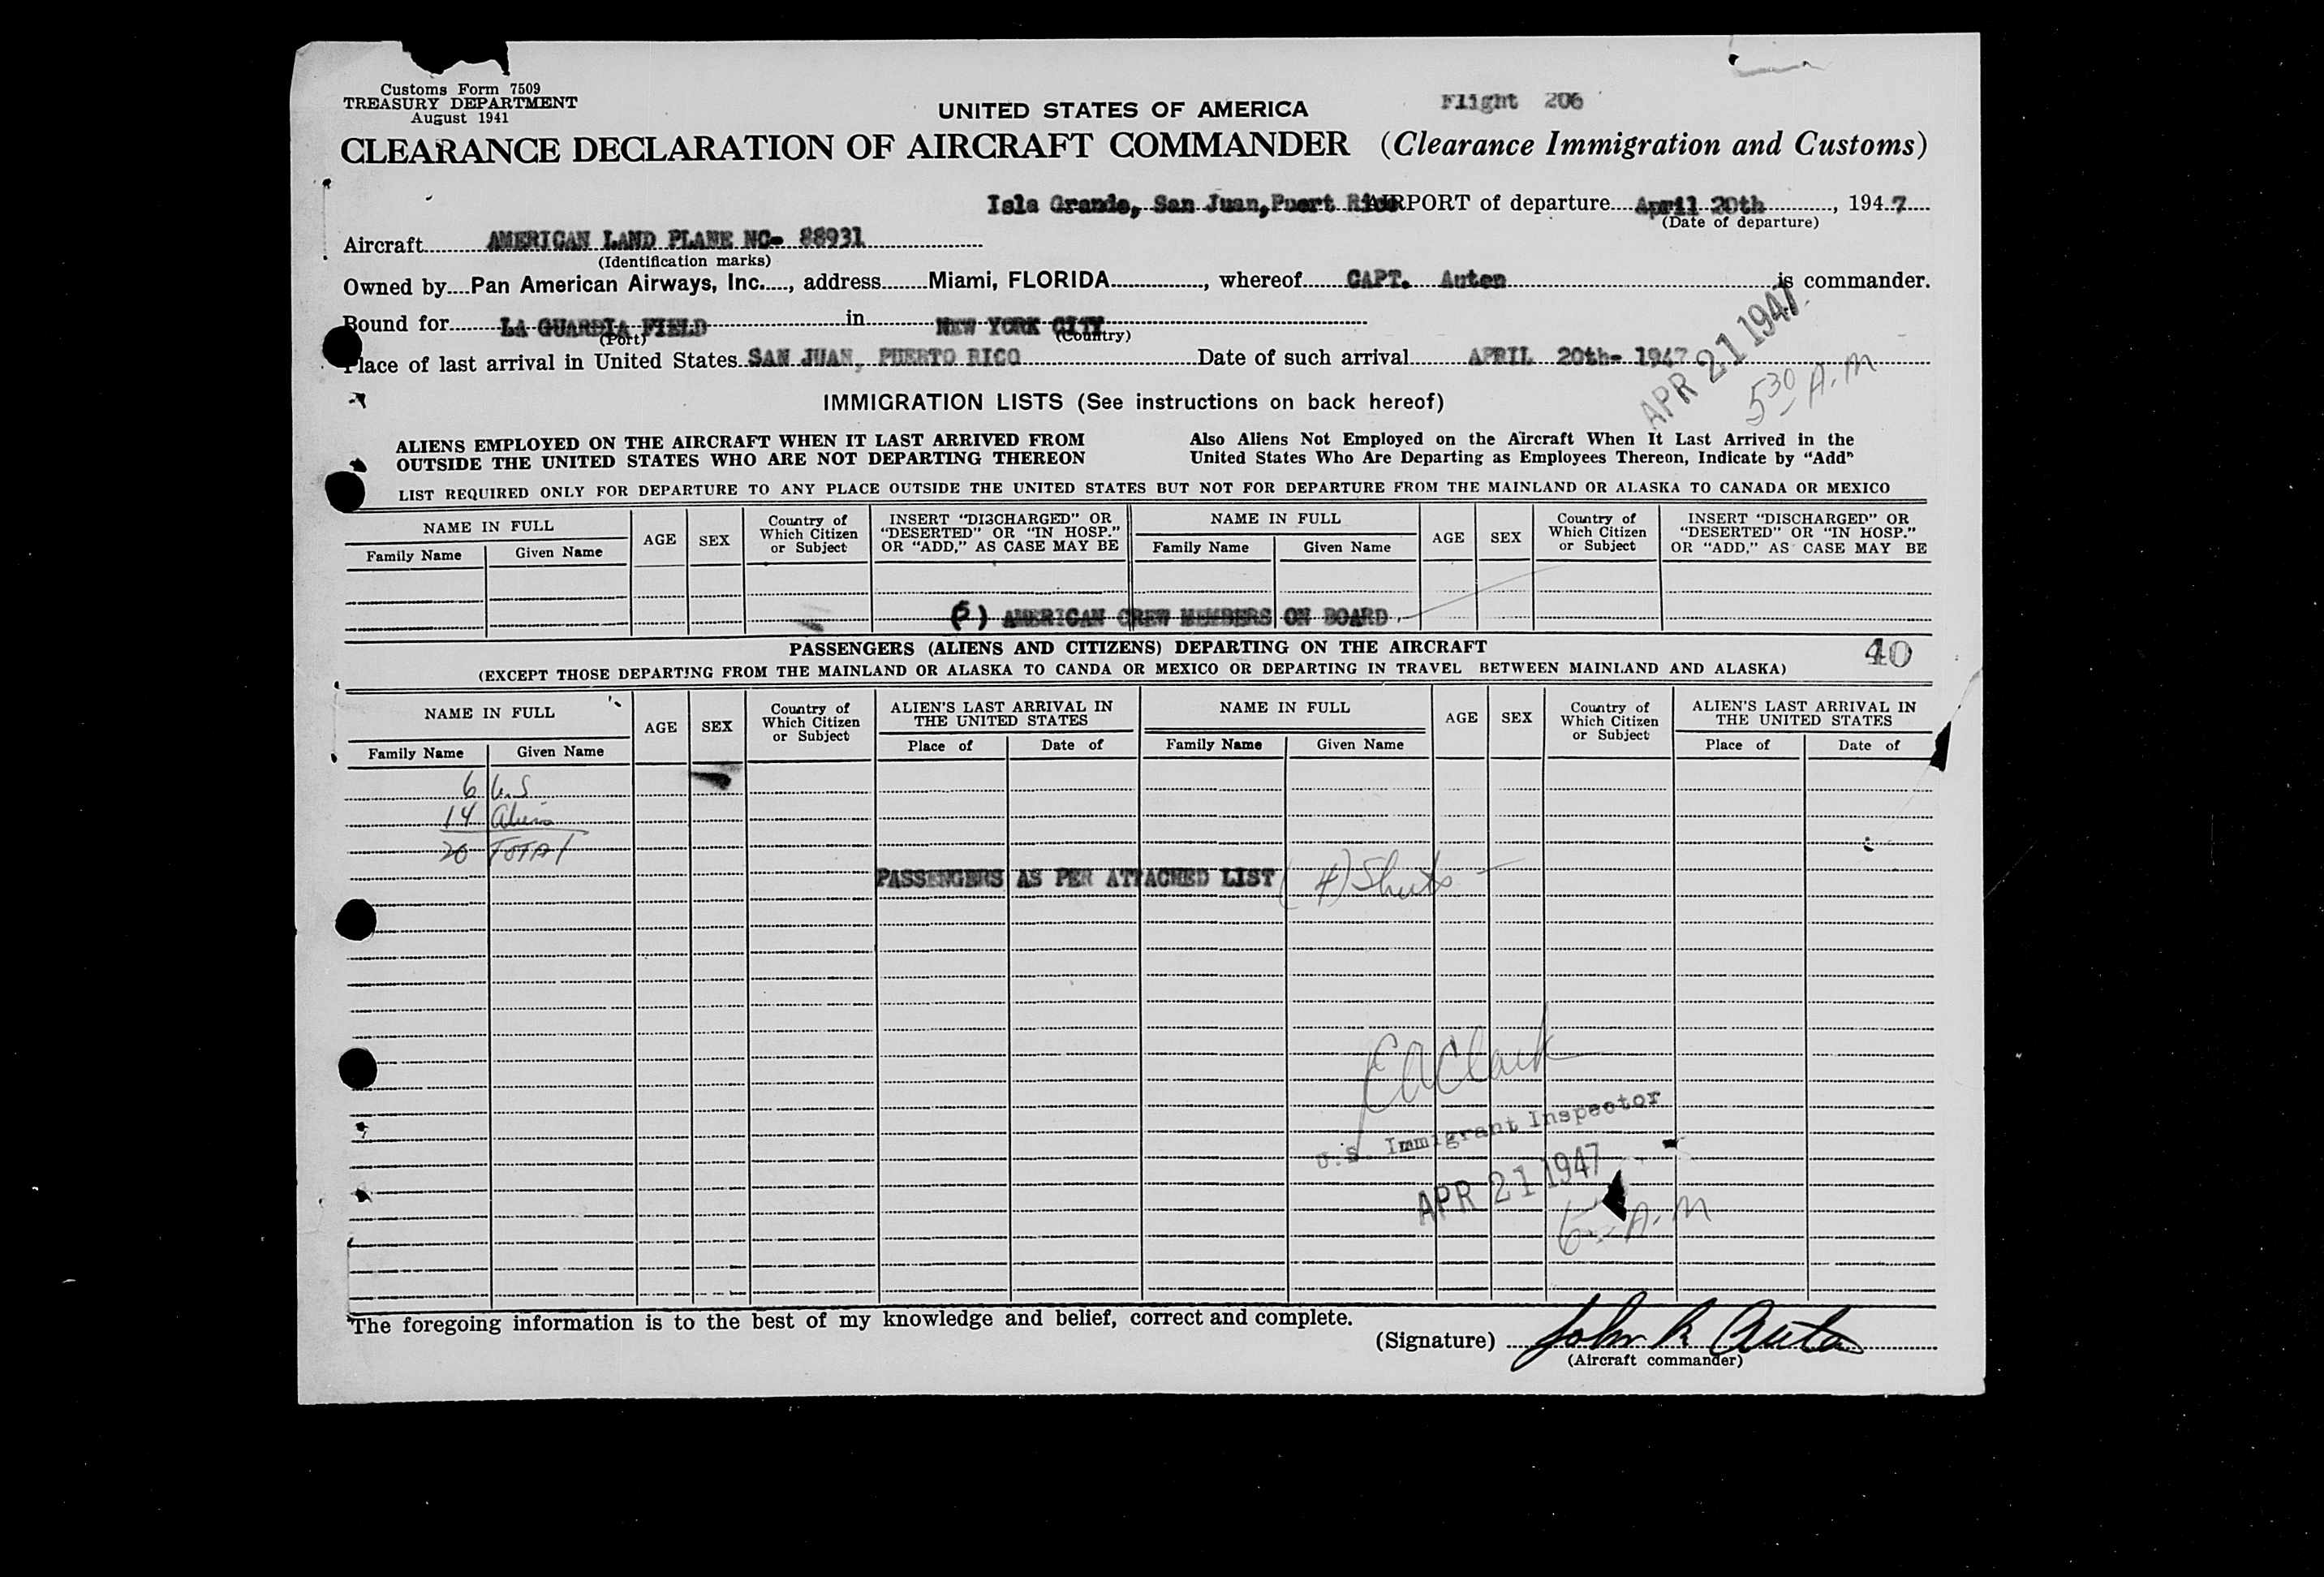 Customs Form 7509
TREASURY DEPARTMENT
August 1941
UNITED STATES OF AMERICA
Flight 206
CLEARANCE DECLARATION OF AIRCRAFT COMMANDER (Clearance Immigration and Customs)
Isla Grande, San Juan, Puert Rico AIRPORT of departure April 20th, 1947
(Date of departure)
Aircraft AMERICAN LAND PLANE NC- 88931
(Identification marks)
Owned by Pan American Airways, Inc., address Miami, FLORIDA, whereof CAPT. Auten is commander.
Bound for LA GUARDIA FIELD in NEW YORK CITY
(Port) (Country)
Place of last arrival in United States SAN JUAN, PUERTO RICO Date of such arrival APRIL 20th- 1947
APR 21 1947
5 30 A.M
IMMIGRATION LISTS (See instructions on back hereof)
ALIENS EMPLOYED ON THE AIRCRAFT WHEN IT LAST ARRIVED FROM
OUTSIDE THE UNITED STATES WHO ARE NOT DEPARTING THEREON
Also Aliens Not Employed on the Aircraft When It Last Arrived in the
United States Who Are Departing as Employees Thereon, Indicate by "Add"
LIST REQUIRED ONLY FOR DEPARTURE TO ANY PLACE OUTSIDE THE UNITED STATES BUT NOT FOR DEPARTURE FROM THE MAINLAND OR ALASKA TO CANADA OR MEXICO
NAME IN FULL
Family Name Given Name
AGE SEX
Country of
Which Citizen
or Subject
INSERT "DISCHARGED" OR
"DESERTED" OR "IN HOSP."
OR "ADD," AS CASE MAY BE
NAME IN FULL
Family Name Given Name
AGE SEX
Country of
Which Citizen
or Subject
INSERT "DISCHARGED" OR
"DESERTED" OR "IN HOSP."
OR "ADD," AS CASE MAY BE
(5) AMERICAN CREW MEMBERS ON BOARD
PASSENGERS (ALIENS AND CITIZENS) DEPARTING ON THE AIRCRAFT
40
(EXCEPT THOSE DEPARTING FROM THE MAINLAND OR ALASKA TO CANDA OR MEXICO OR DEPARTING IN TRAVEL BETWEEN MAINLAND AND ALASKA)
NAME IN FULL
Family Name Given Name
AGE SEX
Country of
Which Citizen
or Subject
ALIEN'S LAST ARRIVAL IN
THE UNITED STATES
Place of Date of
NAME IN FULL
Family Name Given Name
AGE SEX
Country of
Which Citizen
or Subject
ALIEN'S LAST ARRIVAL IN
THE UNITED STATES
Place of Date of
6 U.S
14 Aliens
20 TOTAL
PASSENGERS AS PER ATTACHED LIST (4) Sheets
E A Clark
U.S. Immigrant Inspector
APR 21 1947
6 A.M
The foregoing information is to the best of my knowledge and belief, correct and complete.
(Signature) John R Auten
(Aircraft commander)